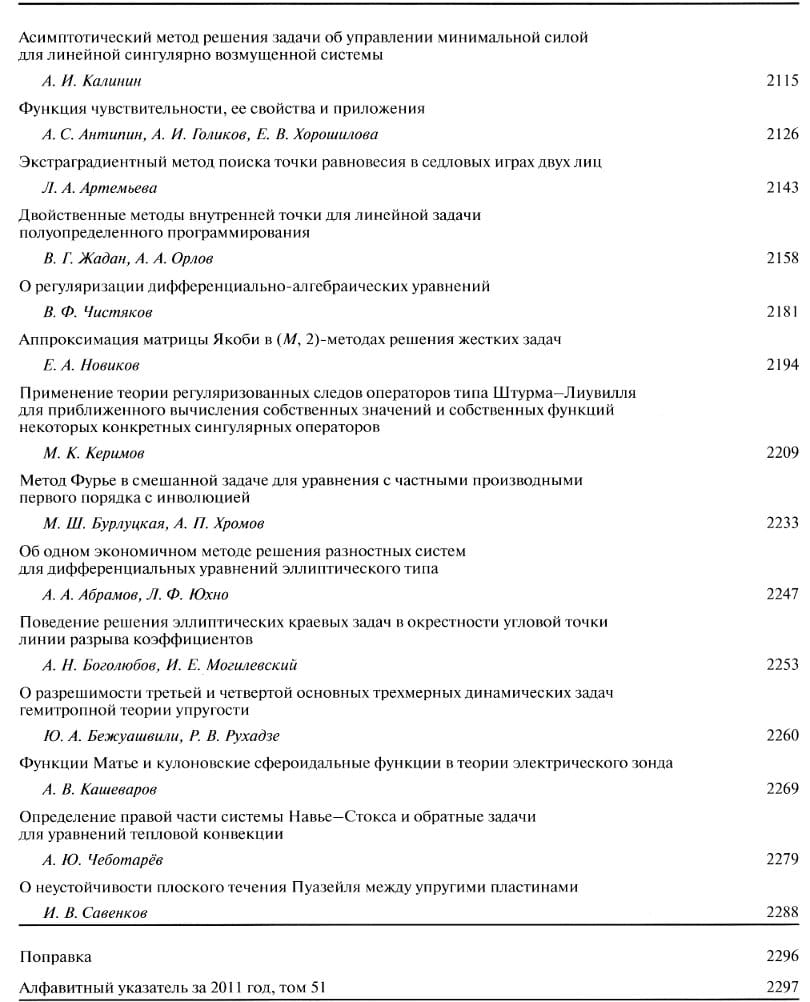 Асимптотический метод решения задачи об управлении минимальной силой
для линейной сингулярно возмущенной системы
А. И. Калинин 2115
Функция чувствительности, ее свойства и приложения
А. С. Антипин, А. И. Голиков, Е. В. Хорошилова 2126
Экстраградиентный метод поиска точки равновесия в седловых играх двух лиц
Л. А. Артемьева 2143
Двойственные методы внутренней точки для линейной задачи
полуопределенного программирования
В. Г. Жадан, А. А. Орлов 2158
О регуляризации дифференциально-алгебраических уравнений
В. Ф. Чистяков 2181
Аппроксимация матрицы Якоби в (M, 2)-методах решения жестких задач
Е. А. Новиков 2194
Применение теории регуляризованных следов операторов типа Штурма—Лиувилля
для приближенного вычисления собственных значений и собственных функций
некоторых конкретных сингулярных операторов
М. К. Керимов 2209
Метод Фурье в смешанной задаче для уравнения с частными производными
первого порядка с инволюцией
М. Ш. Бурлуцкая, А. П. Хромов 2233
Об одном экономичном методе решения разностных систем
для дифференциальных уравнений эллиптического типа
А. А. Абрамов, Л. Ф. Юхно 2247
Поведение решения эллиптических краевых задач в окрестности угловой точки
линии разрыва коэффициентов
А. Н. Боголюбов, И. Е. Могилевский 2253
О разрешимости третьей и четвертой основных трехмерных динамических задач
гемитропной теории упругости
Ю. А. Бежуашвили, Р. В. Рухадзе 2260
Функции Матье и кулоновские сфероидальные функции в теории электрического зонда
А. В. Кашеваров 2269
Определение правой части системы Навье—Стокса и обратные задачи
для уравнений тепловой конвекции
А. Ю. Чеботарёв 2279
О неустойчивости плоского течения Пуазейля между упругими пластинами
И. В. Савенков 2288
Поправка 2296
Алфавитный указатель за 2011 год, том 51 2297